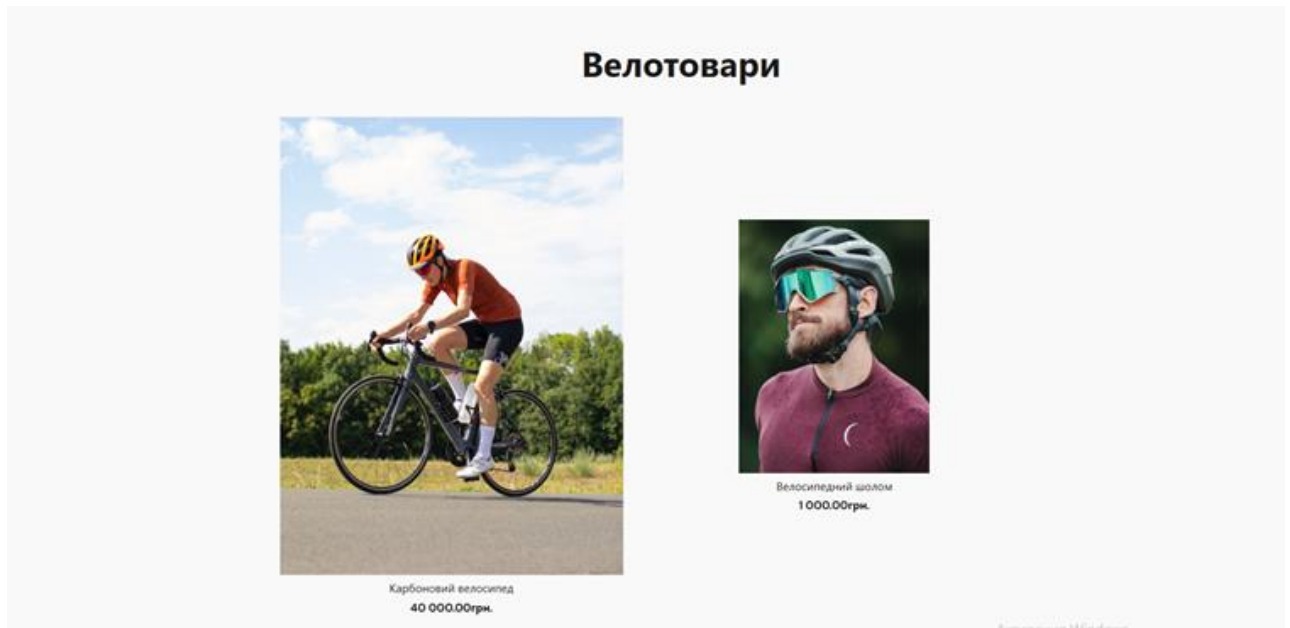 Велотовари
Велосипедний шолом
1 000.00грн.
Карбоновий велосипед
40 000.00грн.